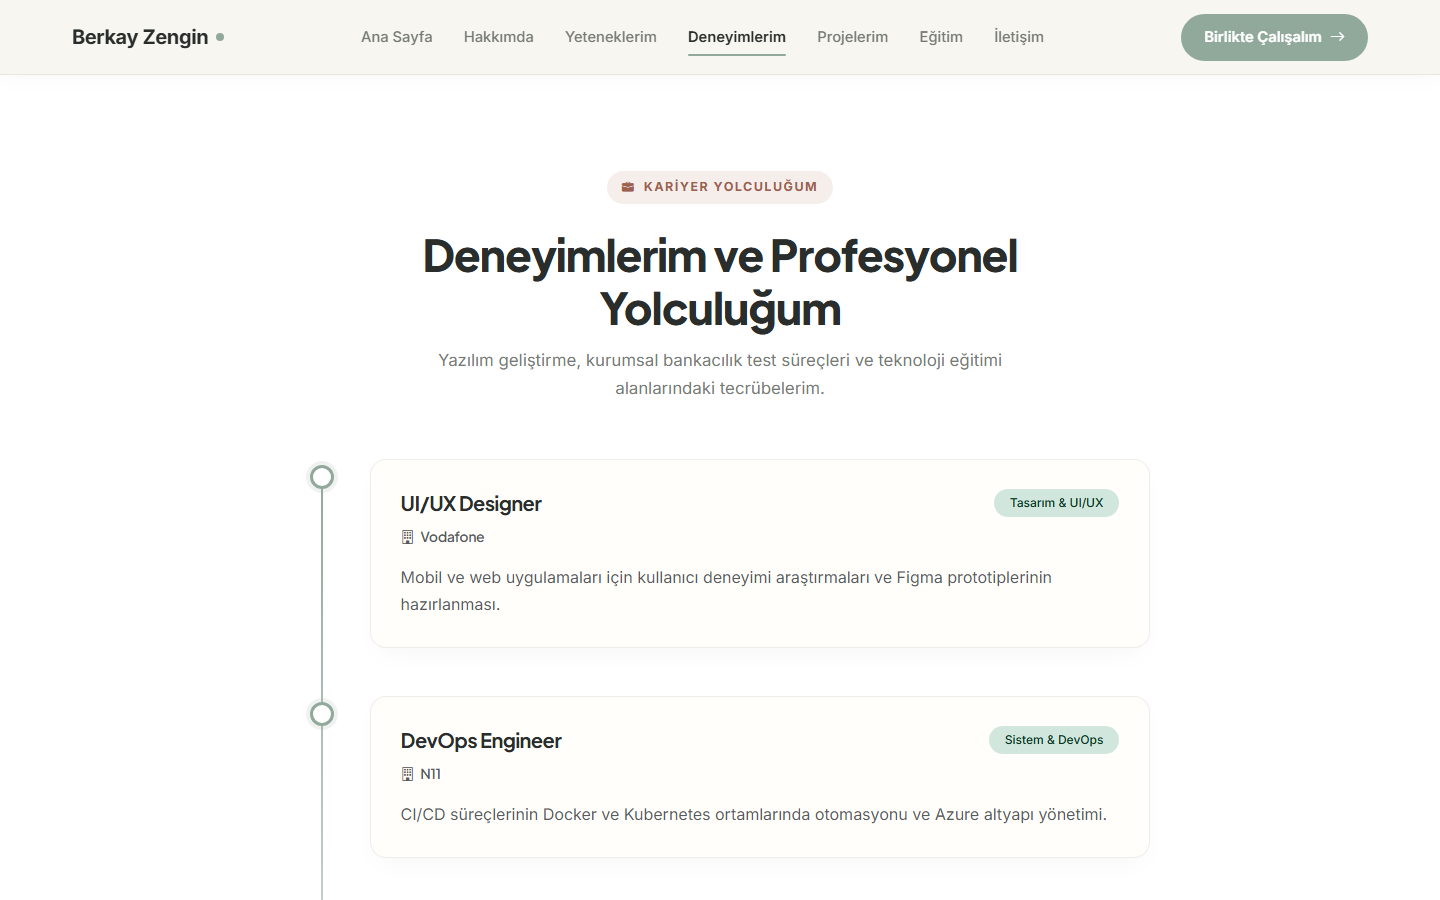 Berkay Zengin
Ana Sayfa
Hakkımda
Yeteneklerim
Deneyimlerim
Projelerim
Eğitim
İletişim
Birlikte Çalışalım →
KARİYER YOLCULUĞUM
Deneyimlerim ve Profesyonel
Yolculuğum
Yazılım geliştirme, kurumsal bankacılık test süreçleri ve teknoloji eğitimi
alanlarındaki tecrübelerim.
UI/UX Designer
Tasarım & UI/UX
Vodafone
Mobil ve web uygulamaları için kullanıcı deneyimi araştırmaları ve Figma prototiplerinin
hazırlanması.
DevOps Engineer
Sistem & DevOps
N11
CI/CD süreçlerinin Docker ve Kubernetes ortamlarında otomasyonu ve Azure altyapı yönetimi.